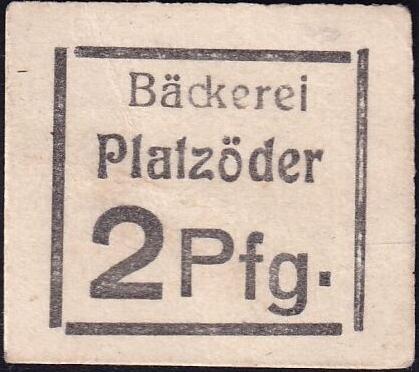 Bäckerei
Platzöder
2 Pfg.